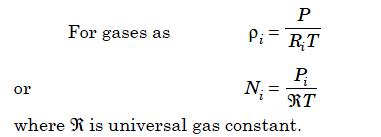 For gases as ρᵢ = P / RᵢT
or Nᵢ = Pᵢ / ℜT
where ℜ is universal gas constant.